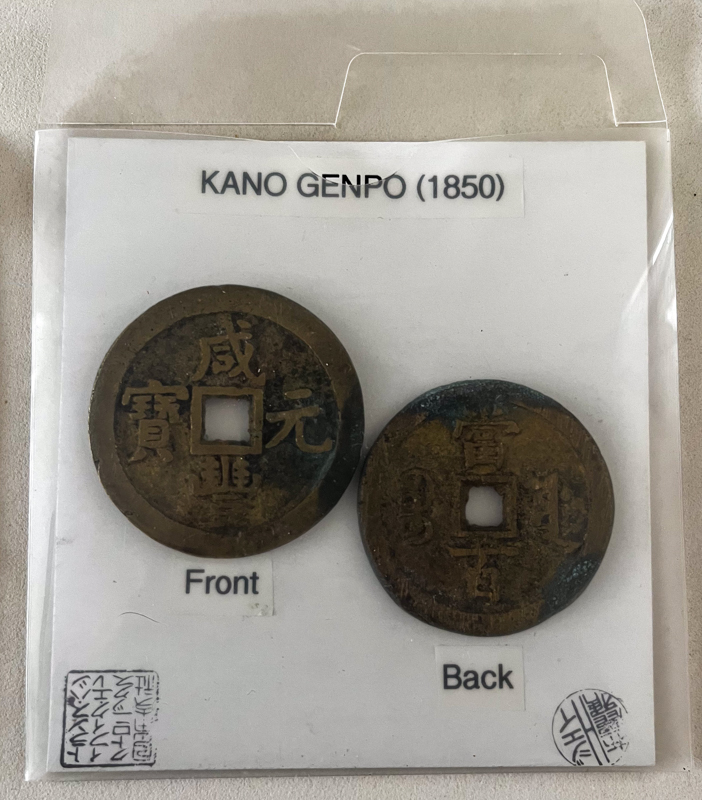 KANO GENPO (1850)
咸
寶 元
豐
當
百
Front
Back